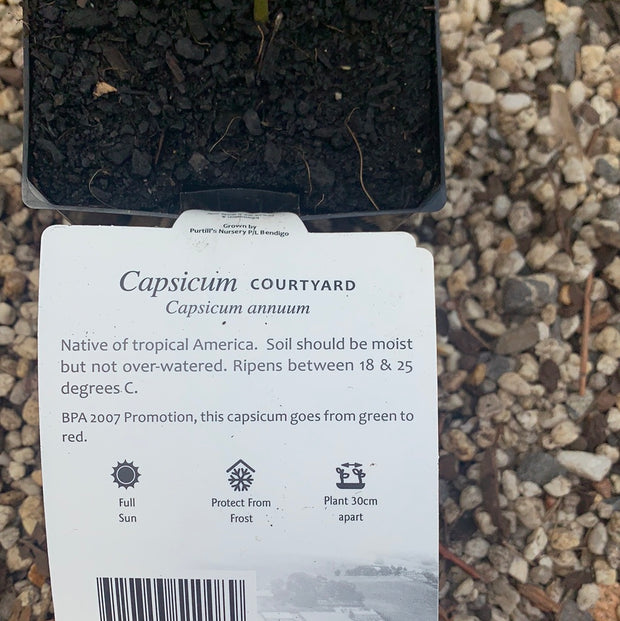 Grown by
Purtill's Nursery P/L Bendigo
Capsicum COURTYARD
Capsicum annuum
Native of tropical America. Soil should be moist
but not over-watered. Ripens between 18 & 25
degrees C.
BPA 2007 Promotion, this capsicum goes from green to
red.
Full
Sun
Protect From
Frost
Plant 30cm
apart